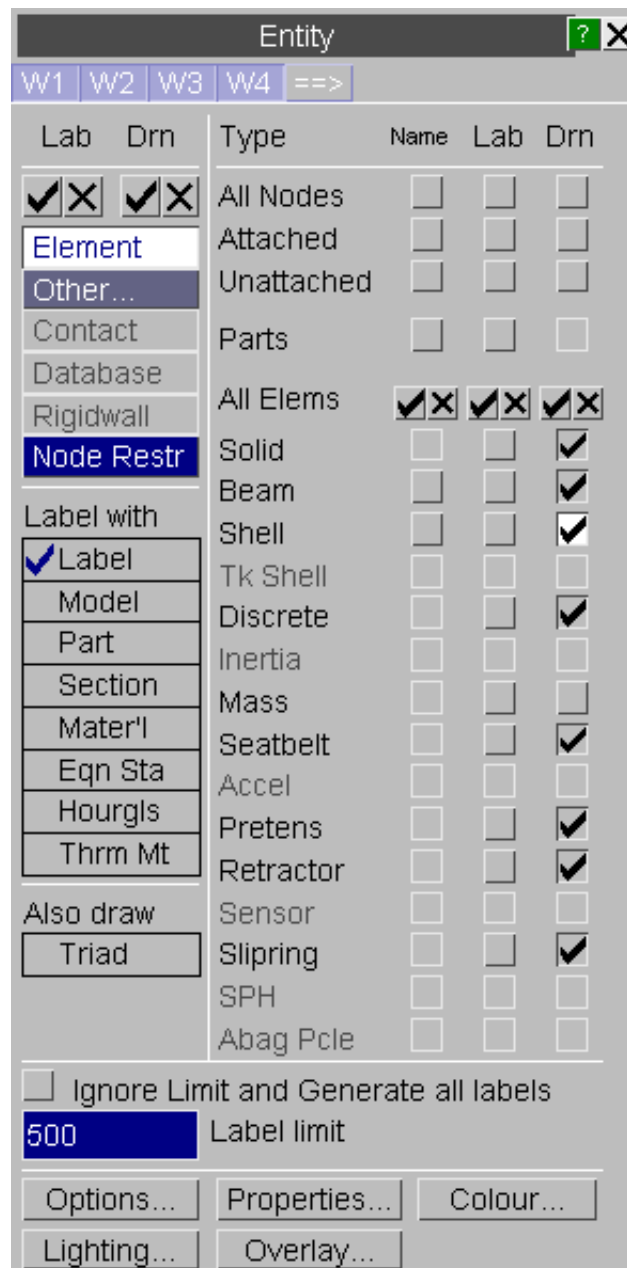 Entity ?
W1 W2 W3 W4 ==>
Lab Drn
Element
Other...
Contact
Database
Rigidwall
Node Restr
Label with
Label
Model
Part
Section
Mater'l
Eqn Sta
Hourgls
Thrm Mt
Also draw
Triad
Type Name Lab Drn
All Nodes
Attached
Unattached
Parts
All Elems
Solid
Beam
Shell
Tk Shell
Discrete
Inertia
Mass
Seatbelt
Accel
Pretens
Retractor
Sensor
Slipring
SPH
Abag Pcle
Ignore Limit and Generate all labels
500 Label limit
Options... Properties... Colour...
Lighting... Overlay...